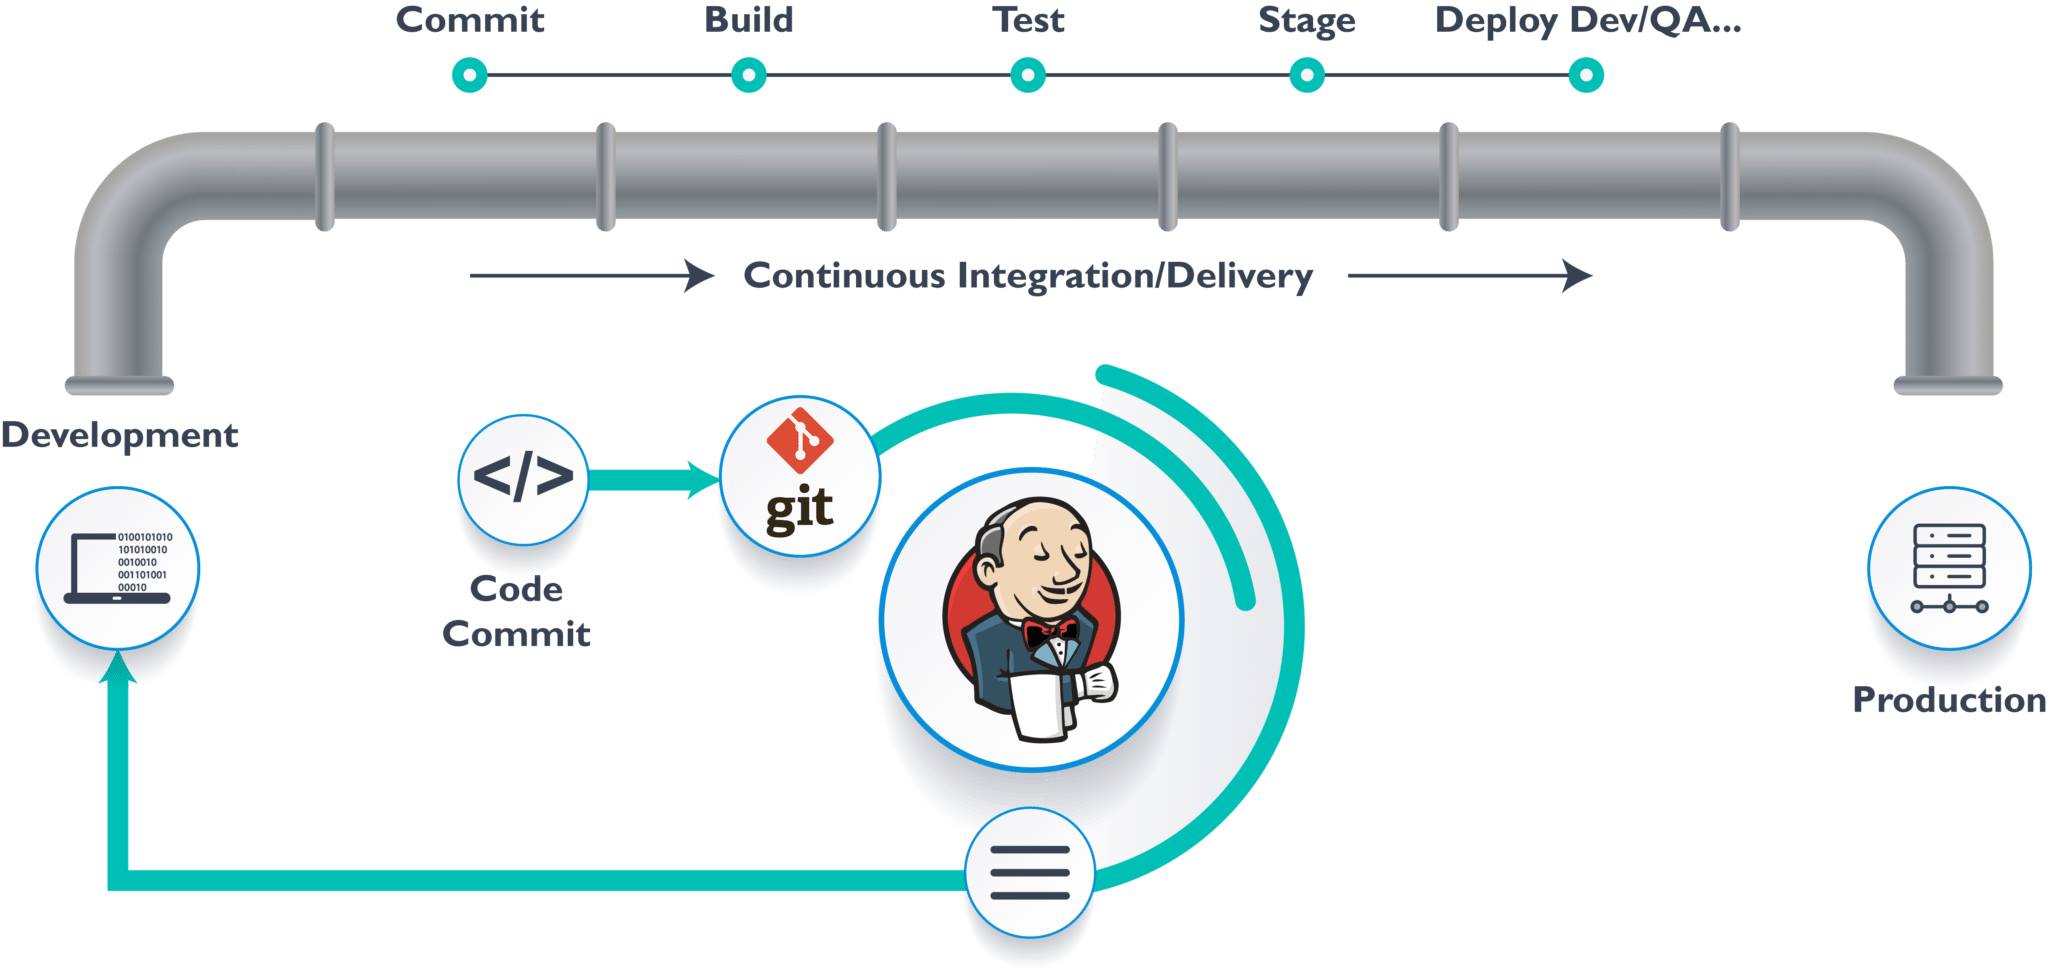 Commit
Build
Test
Stage
Deploy Dev/QA...
Continuous Integration/Delivery
Development
0100101010
101010010
0010010
001101001
00010
</>
git
Code
Commit
Production